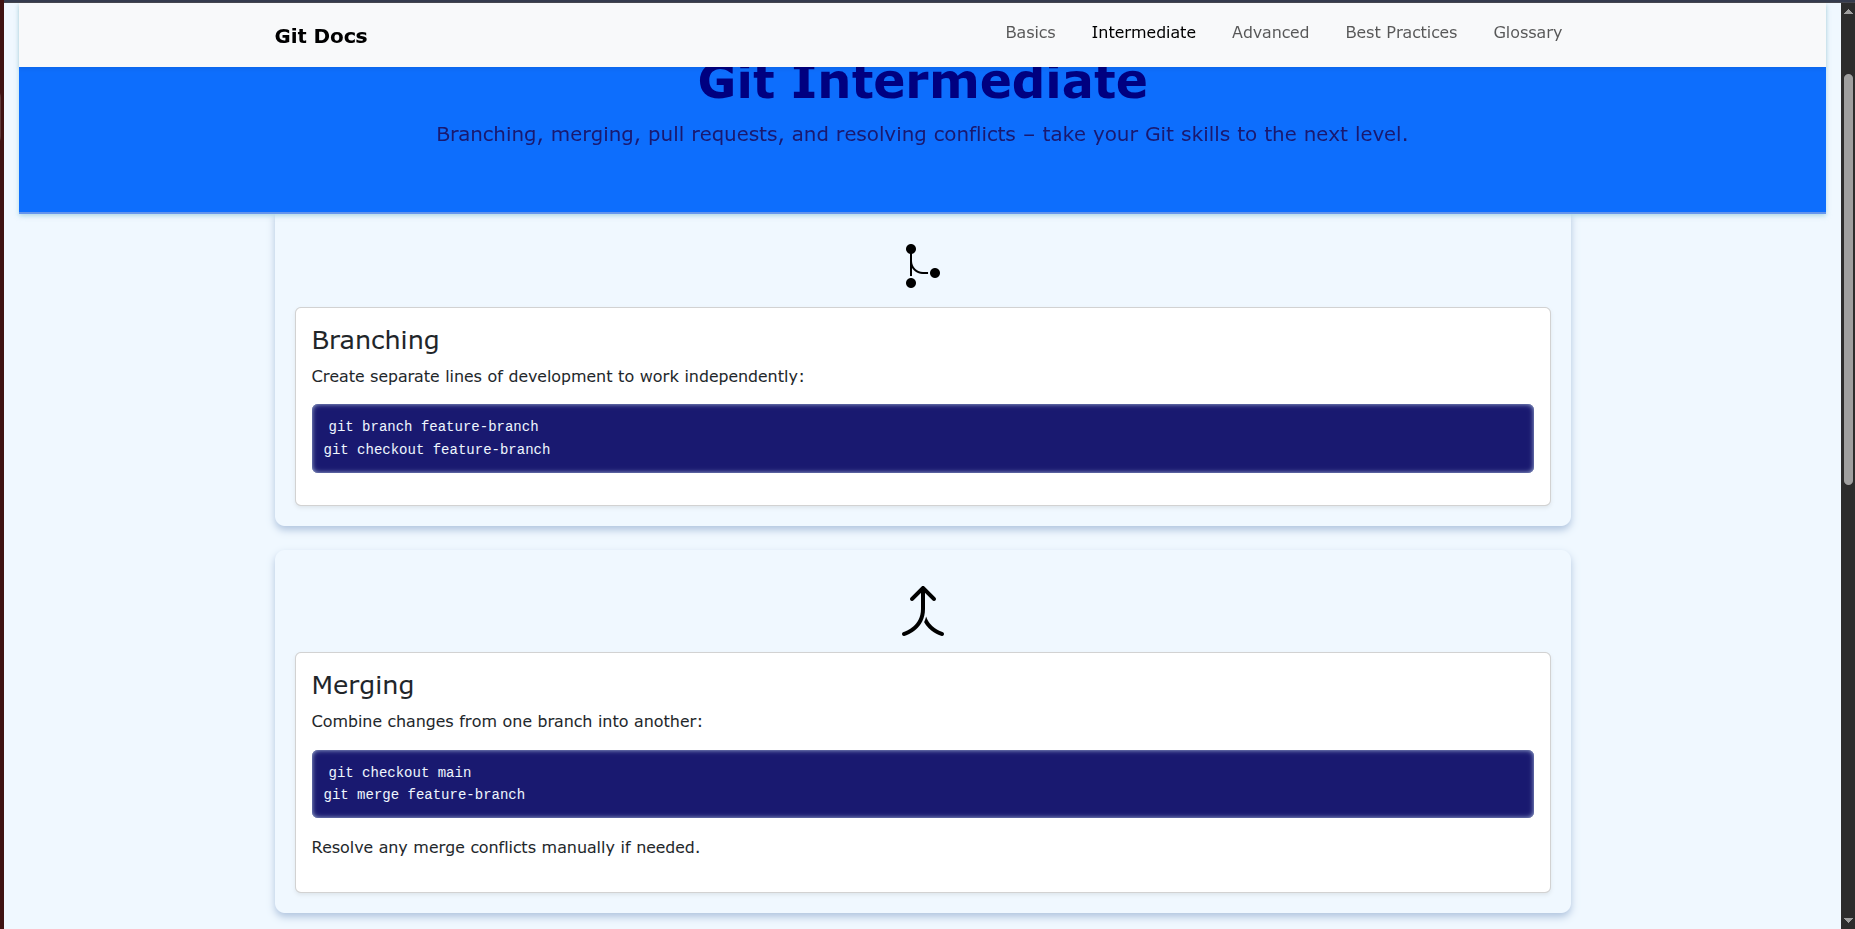 Git Docs
Basics Intermediate Advanced Best Practices Glossary
Git Intermediate
Branching, merging, pull requests, and resolving conflicts – take your Git skills to the next level.
Branching
Create separate lines of development to work independently:
git branch feature-branch
git checkout feature-branch
Merging
Combine changes from one branch into another:
git checkout main
git merge feature-branch
Resolve any merge conflicts manually if needed.